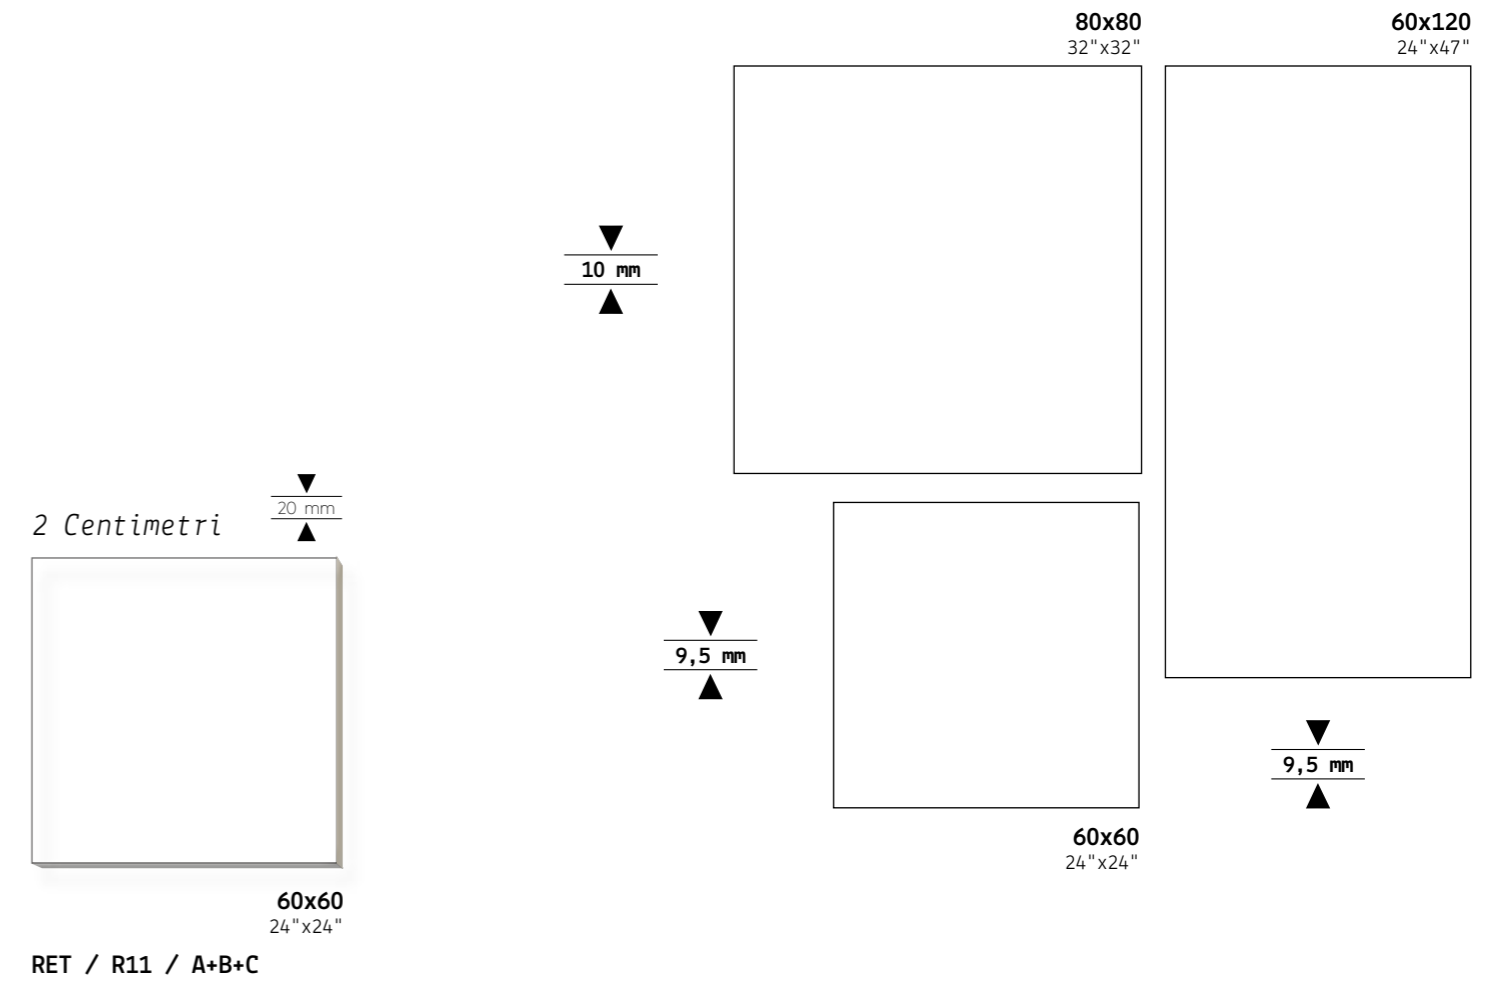 80x80
32"x32"
60x120
24"x47"
10 mm
20 mm
2 Centimetri
9,5 mm
9,5 mm
60x60
24"x24"
60x60
24"x24"
RET / R11 / A+B+C